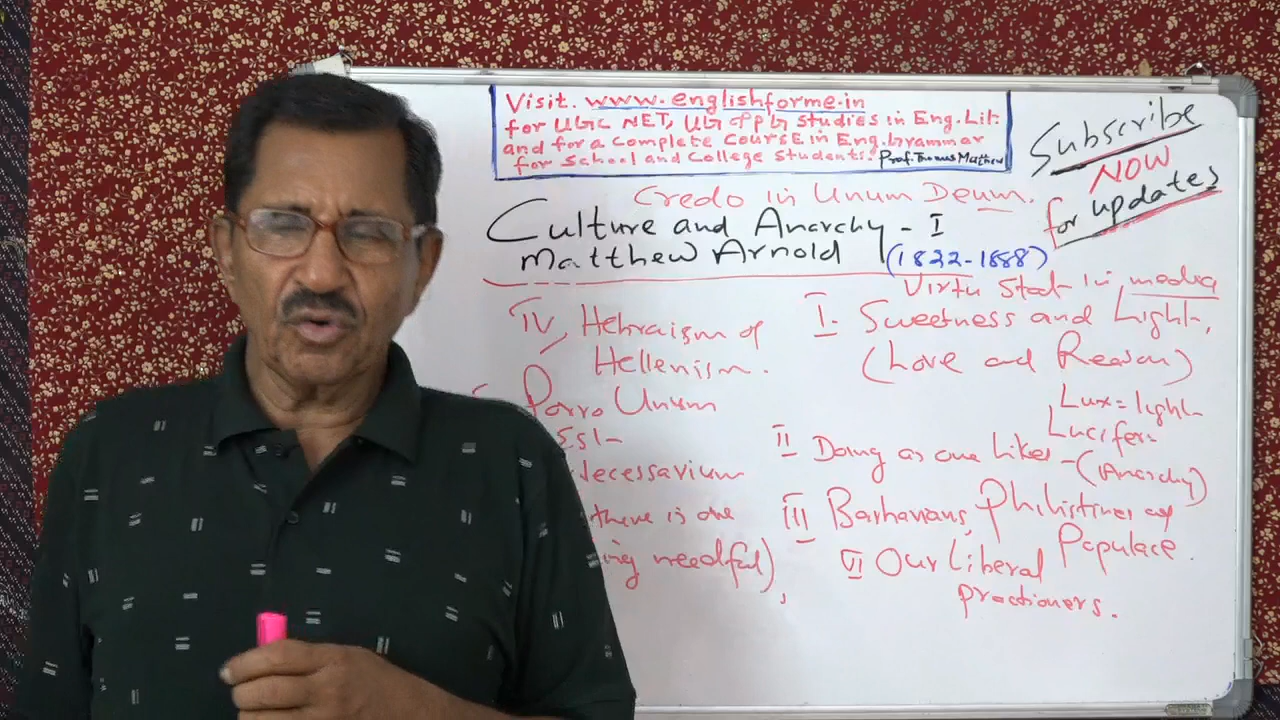 Visit. www.englishforme.in
for UGC NET, UG & PG Studies in Eng. Lit
and for a Complete Course in Eng. Grammar
for School and College Students. Prof. Thomas Mathew
Subscribe
NOW
for updates
Credo in Unum Deum.
Culture and Anarchy - I
Matthew Arnold (1822-1888)
Virtu Stat in media
I. Sweetness and Light,
(Love and Reason)
Lux = light
Lucifer
II Doing as one Likes - (Anarchy)
III Barbarians, Philistines
Populace.
VI Our Liberal
practioners.
IV, Hebraism of
Hellenism.
Porro Unum
Est
necessarium
there is one
needful),